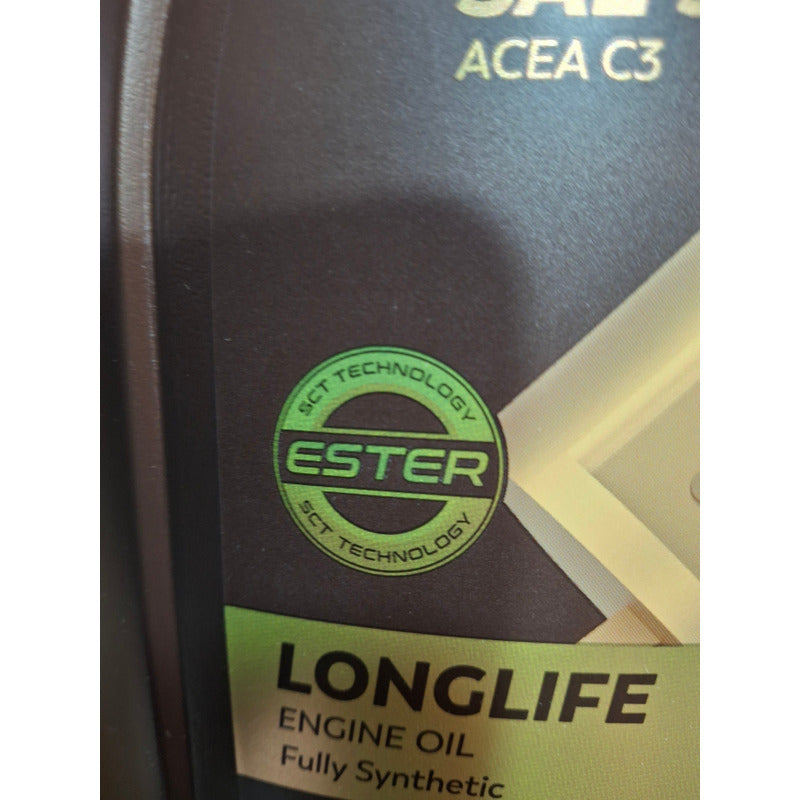 ACEA C3
SCT TECHNOLOGY
ESTER
SCT TECHNOLOGY
LONGLIFE
ENGINE OIL
Fully Synthetic